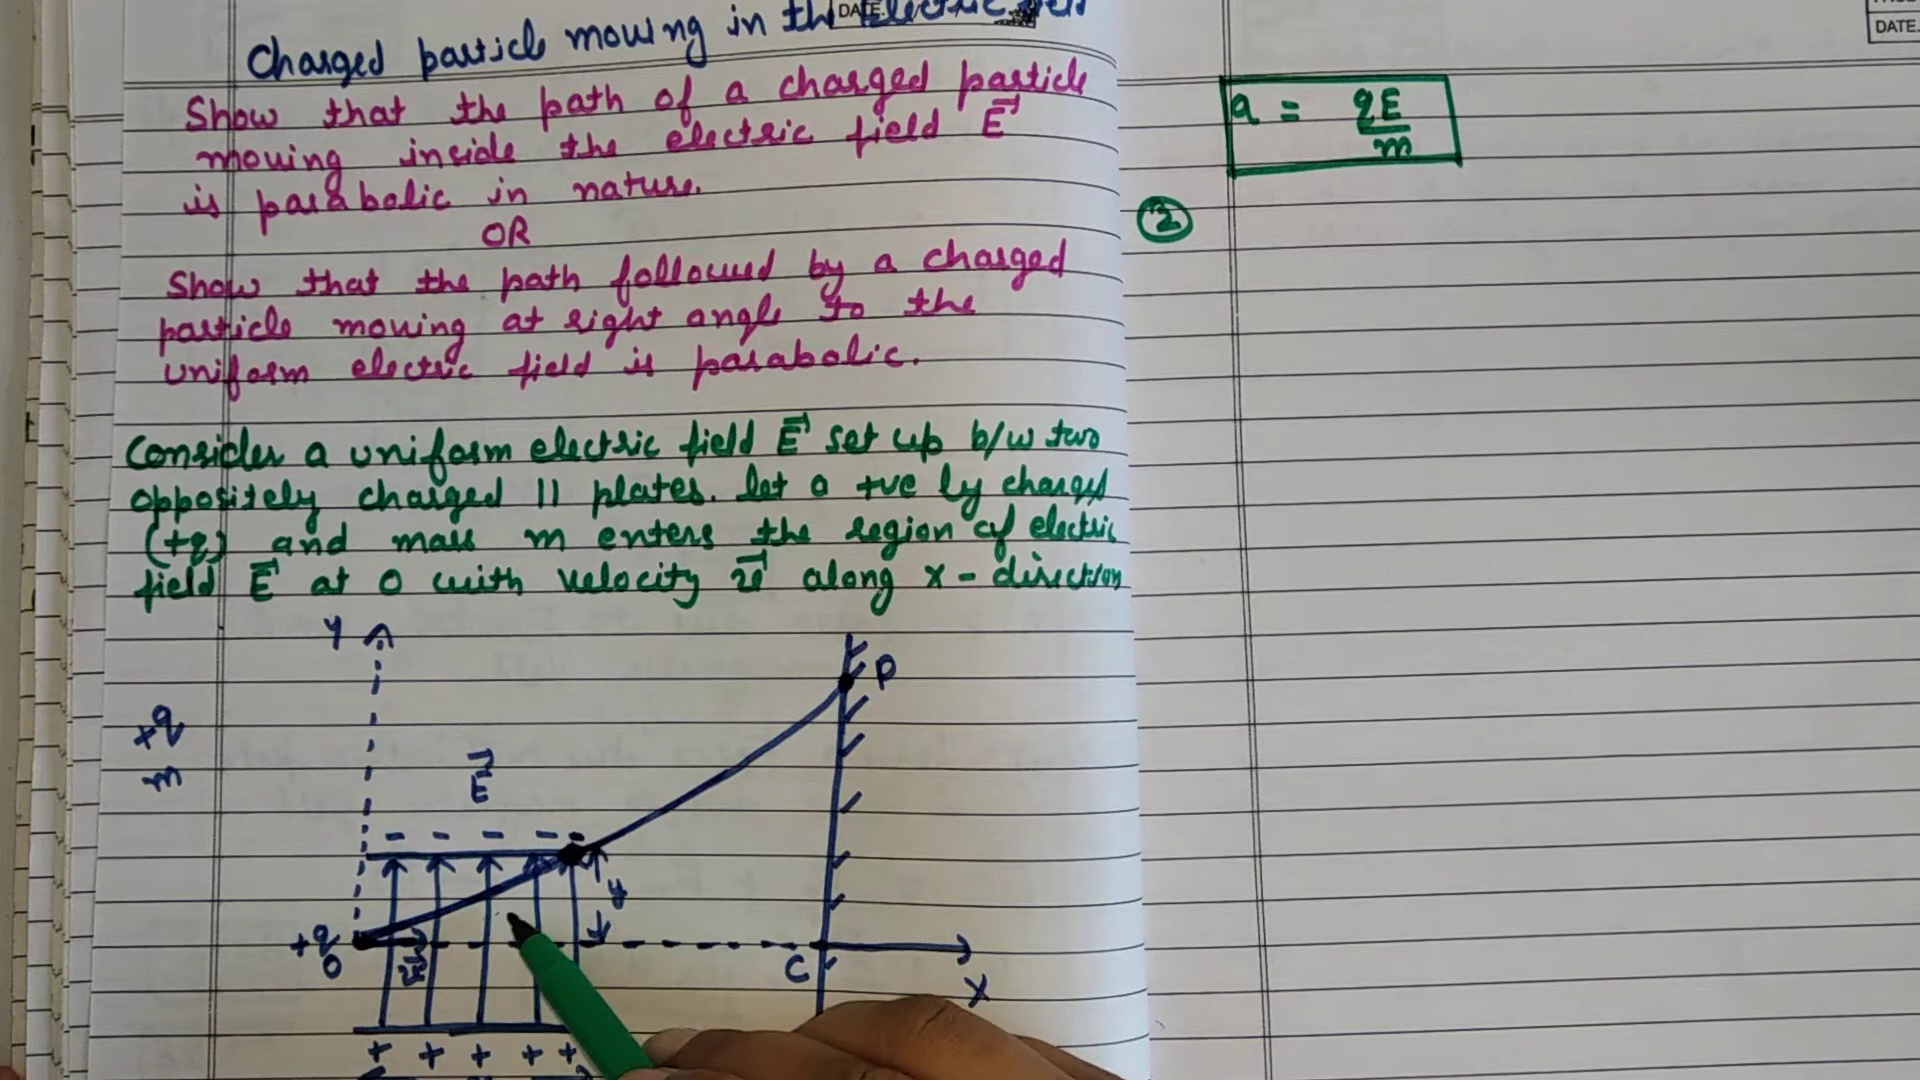 DATE.
Charged particle moving in the Electric
Show that the path of a charged particle
moving inside the electric field E⃗
is parabolic in nature.
OR
Show that the path followed by a charged
particle moving at right angle to the
uniform electric field is parabolic.
Consider a uniform electric field E⃗ set up b/w two
oppositely charged || plates. let a +ve ly charged
(+q) and mass m enters the region of electric
field E⃗ at O with velocity v⃗ along x - direction
Y
P
+q
m
E⃗
- - - - -
y
+q
O
v⃗
C
X
+ + + + +
DATE.
a = qE/m
2